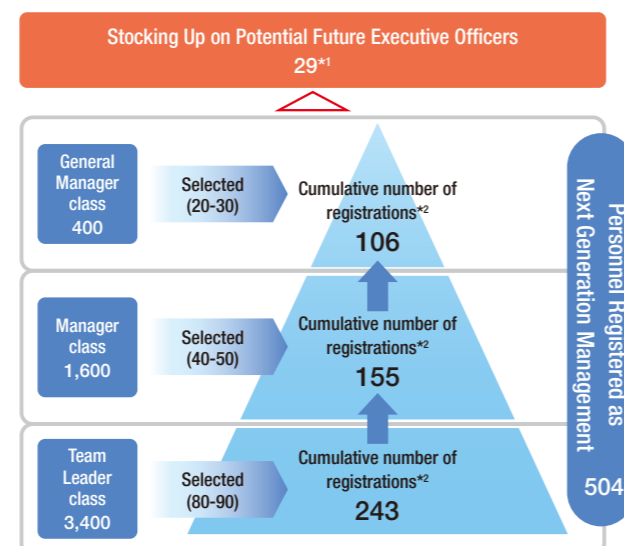 Stocking Up on Potential Future Executive Officers
29*1
General
Manager
class
400
Selected
(20-30)
Cumulative number of
registrations*2
106
Manager
class
1,600
Selected
(40-50)
Cumulative number of
registrations*2
155
Team
Leader
class
3,400
Selected
(80-90)
Cumulative number of
registrations*2
243
Personnel Registered as
Next Generation Management
504